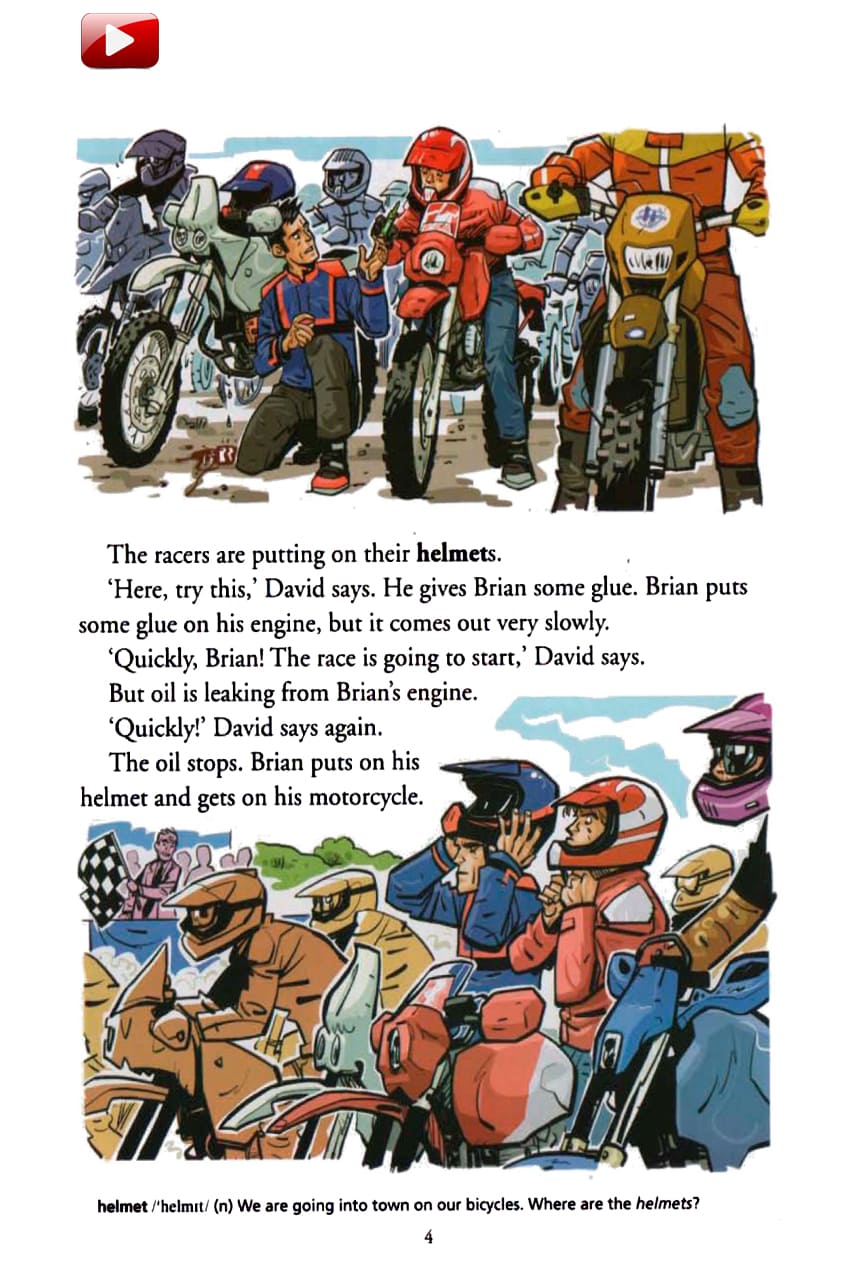 The racers are putting on their helmets.
‘Here, try this,’ David says. He gives Brian some glue. Brian puts
some glue on his engine, but it comes out very slowly.
‘Quickly, Brian! The race is going to start,’ David says.
But oil is leaking from Brian’s engine.
‘Quickly!’ David says again.
The oil stops. Brian puts on his
helmet and gets on his motorcycle.
helmet /ˈhelmɪt/ (n) We are going into town on our bicycles. Where are the helmets?
4